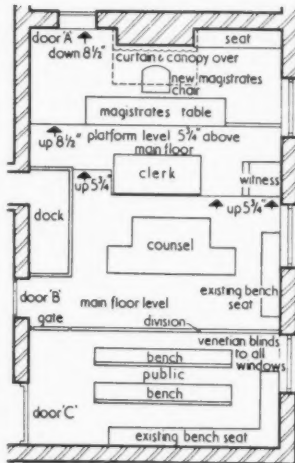 door 'A'
down 8½"
seat
curtain & canopy over
new magistrates
chair
magistrates table
up 8½"
platform level 5¾" above
main floor
up 5¾"
clerk
witness
up 5¾"
dock
counsel
existing bench
seat
door 'B'
main floor level
gate
division
venetian blinds
to all
windows
bench
public
bench
door 'C'
existing bench seat